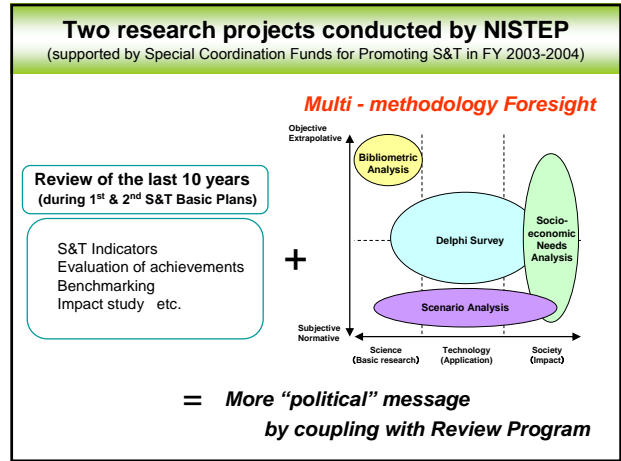 Two research projects conducted by NISTEP
(supported by Special Coordination Funds for Promoting S&T in FY 2003-2004)
Multi - methodology Foresight
Review of the last 10 years
(during 1st & 2nd S&T Basic Plans)
S&T Indicators
Evaluation of achievements
Benchmarking
Impact study etc.
+
Objective
Extrapolative
Bibliometric
Analysis
Delphi Survey
Socio-
economic
Needs
Analysis
Scenario Analysis
Subjective
Normative
Science
(Basic research)
Technology
(Application)
Society
(Impact)
= More “political” message
by coupling with Review Program